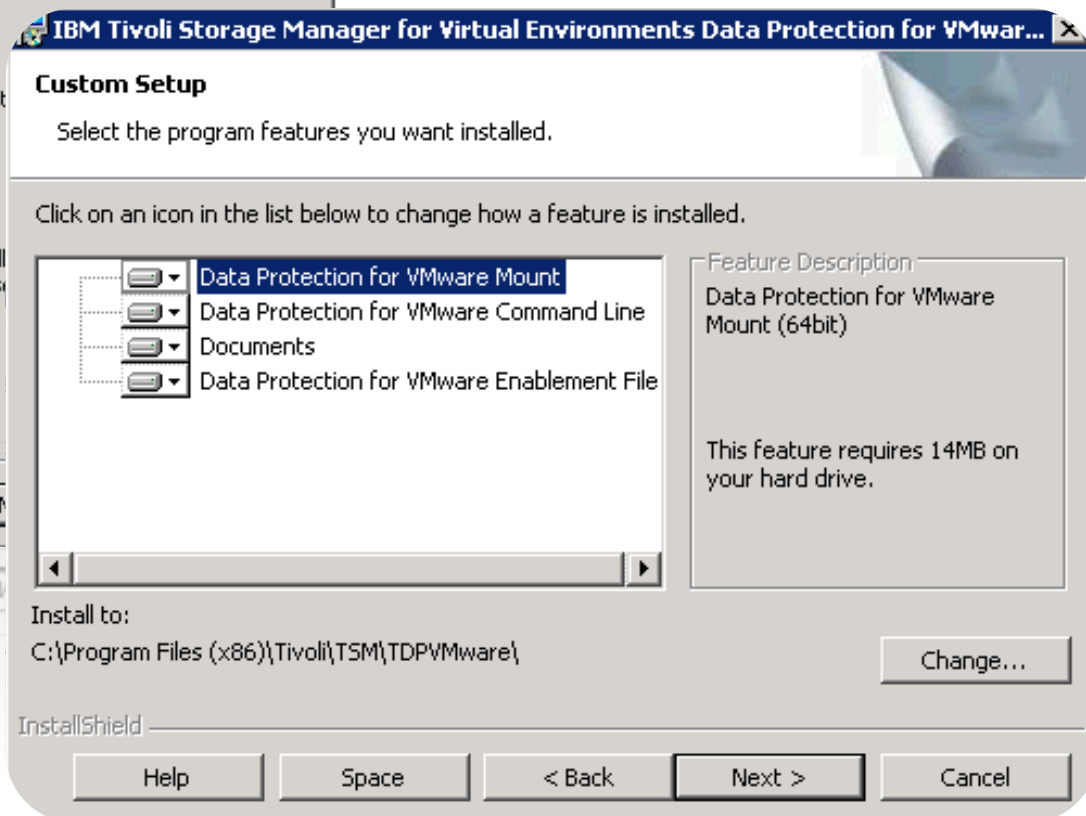 IBM Tivoli Storage Manager for Virtual Environments Data Protection for VMwar...
Custom Setup
Select the program features you want installed.
Click on an icon in the list below to change how a feature is installed.
Data Protection for VMware Mount
Data Protection for VMware Command Line
Documents
Data Protection for VMware Enablement File
Feature Description
Data Protection for VMware
Mount (64bit)
This feature requires 14MB on
your hard drive.
Install to:
C:\Program Files (x86)\Tivoli\TSM\TDPVMware\
Change...
InstallShield
Help
Space
< Back
Next >
Cancel